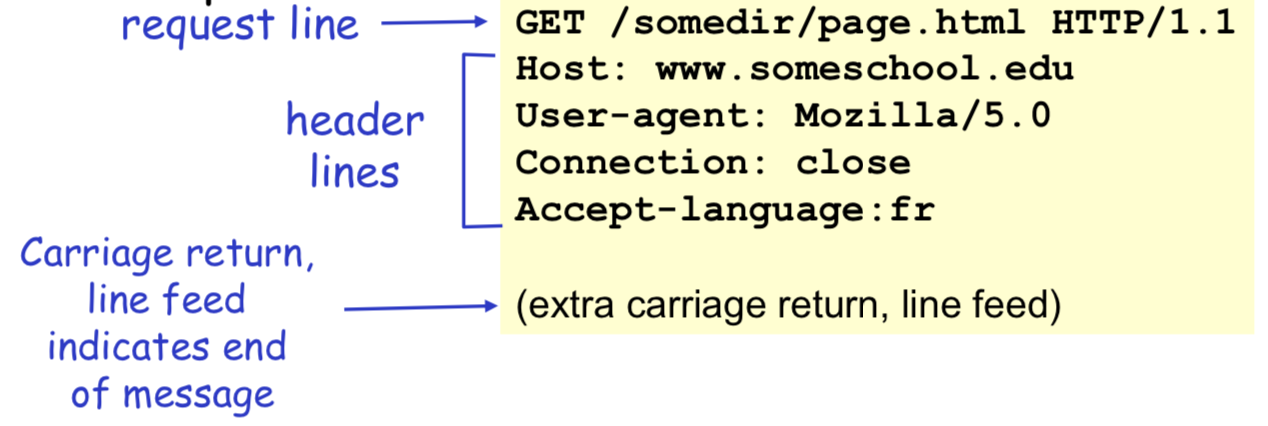 request line
GET /somedir/page.html HTTP/1.1
Host: www.someschool.edu
User-agent: Mozilla/5.0
Connection: close
Accept-language:fr
header
lines
Carriage return,
line feed
indicates end
of message
(extra carriage return, line feed)